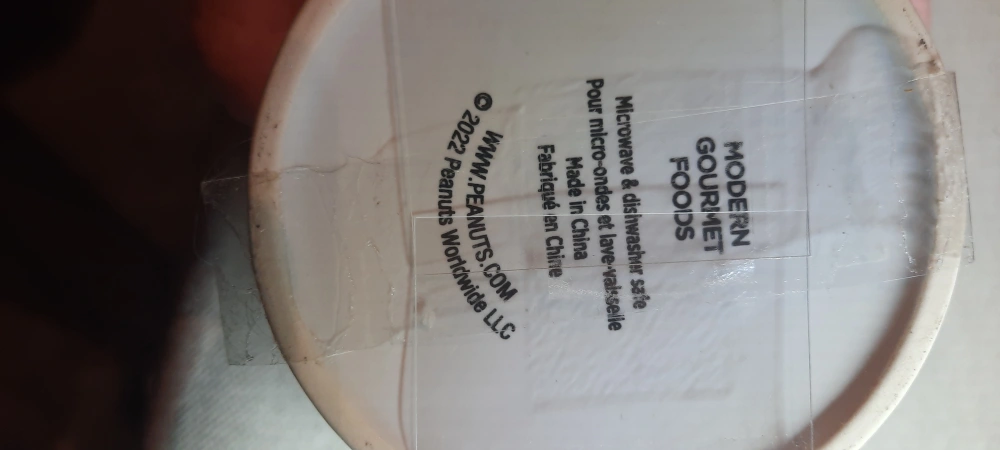 MODERN
GOURMET
FOODS
Microwave & dishwasher safe
Pour micro-ondes et lave-vaisselle
Made in China
Fabriqué en Chine
WWW.PEANUTS.COM
© 2022 Peanuts Worldwide LLC